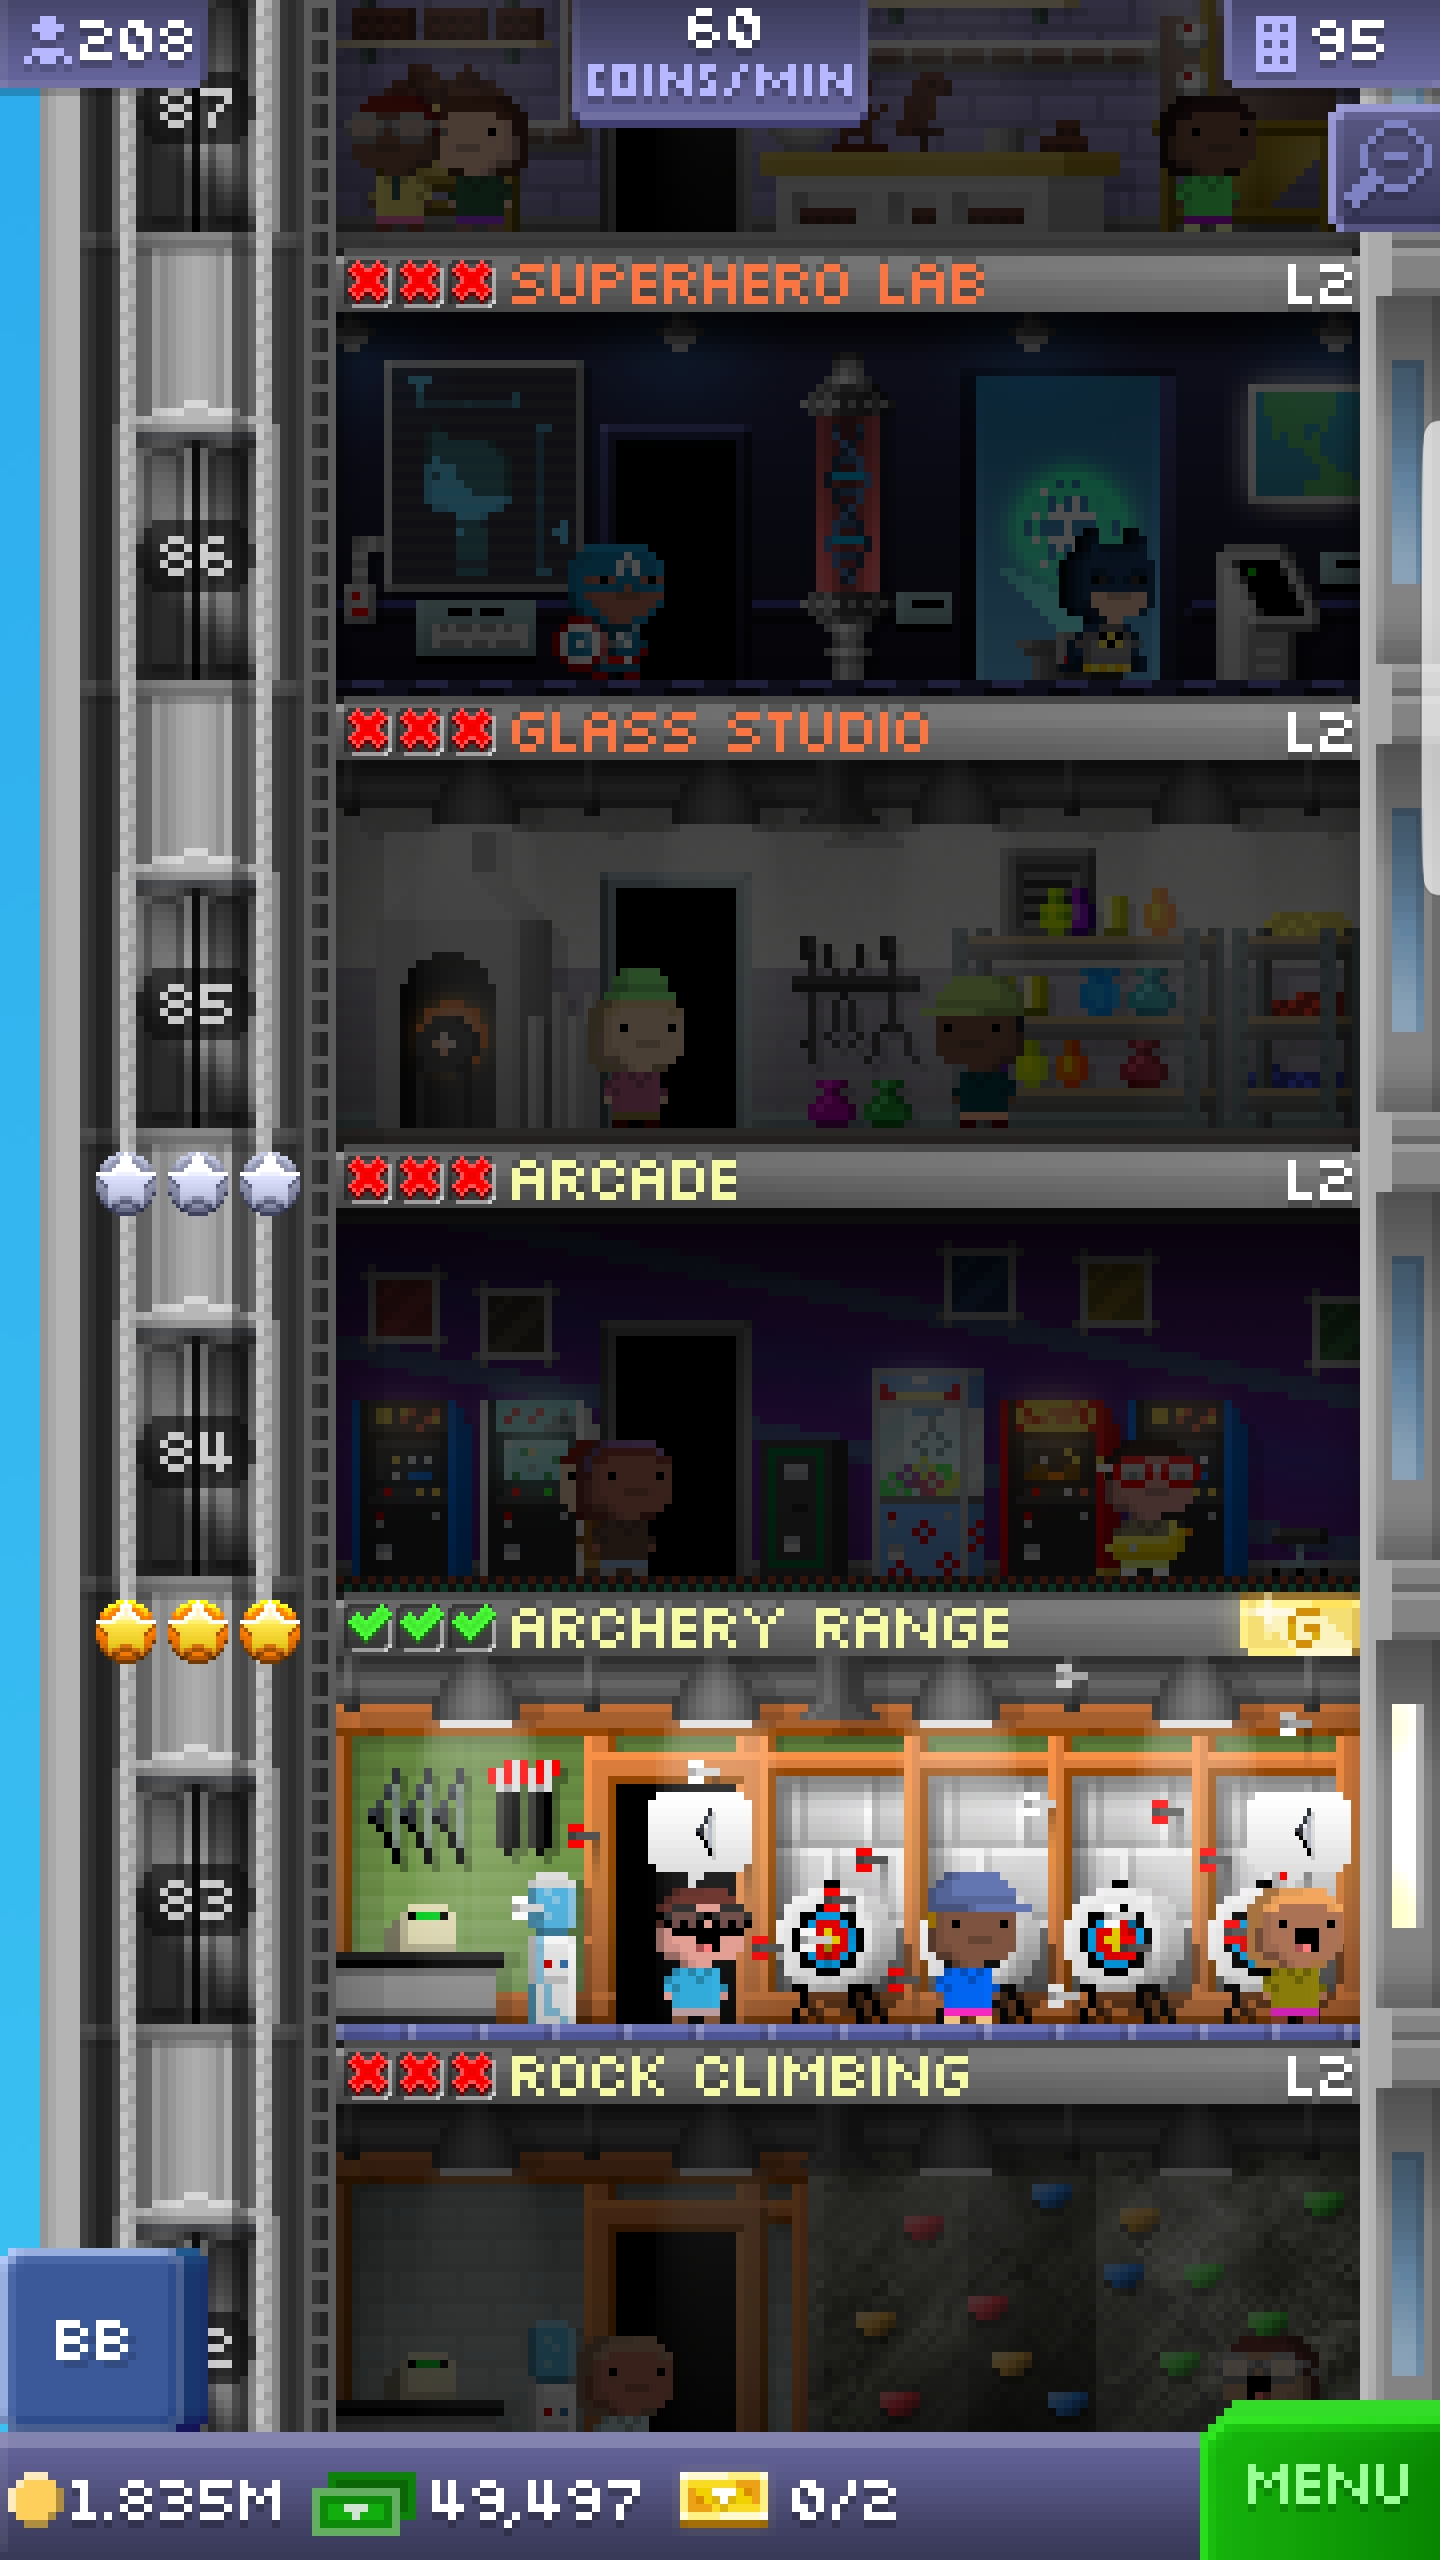 208
60
COINS/MIN
95
87
SUPERHERO LAB L2
86
GLASS STUDIO L2
85
ARCADE L2
84
ARCHERY RANGE G
83
ROCK CLIMBING L2
BB
1.835M 49,497 0/2
MENU